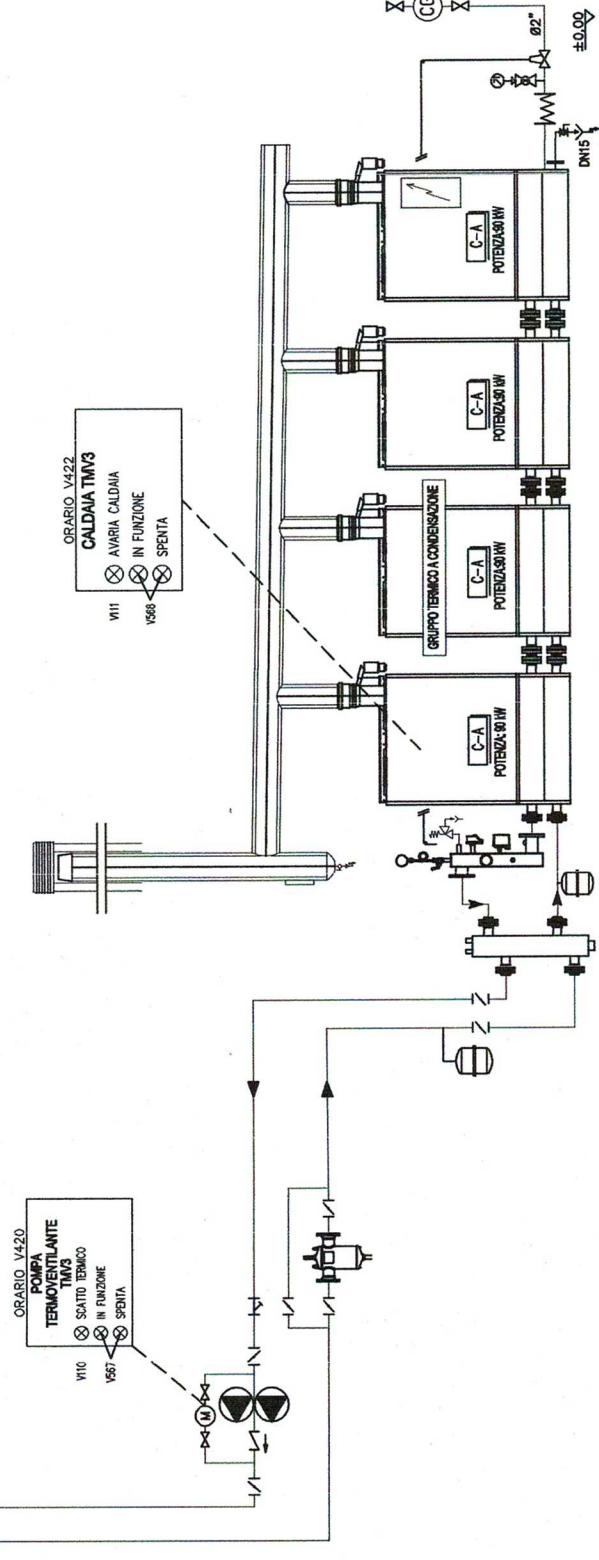 ORARIO V420
POMPA
TERMOVENTILANTE
TMV3
SCATTO TERMICO
IN FUNZIONE
SPENTA
V110
V567
M
ORARIO V422
CALDAIA TMV3
AVARIA CALDAIA
IN FUNZIONE
SPENTA
V111
V568
GRUPPO TERMICO A CONDENSAZIONE
C-A
POTENZA: 90 kW
C-A
POTENZA:90 kW
C-A
POTENZA:90 kW
C-A
POTENZA:90 kW
DN15
Ø2"
CG
±0.00